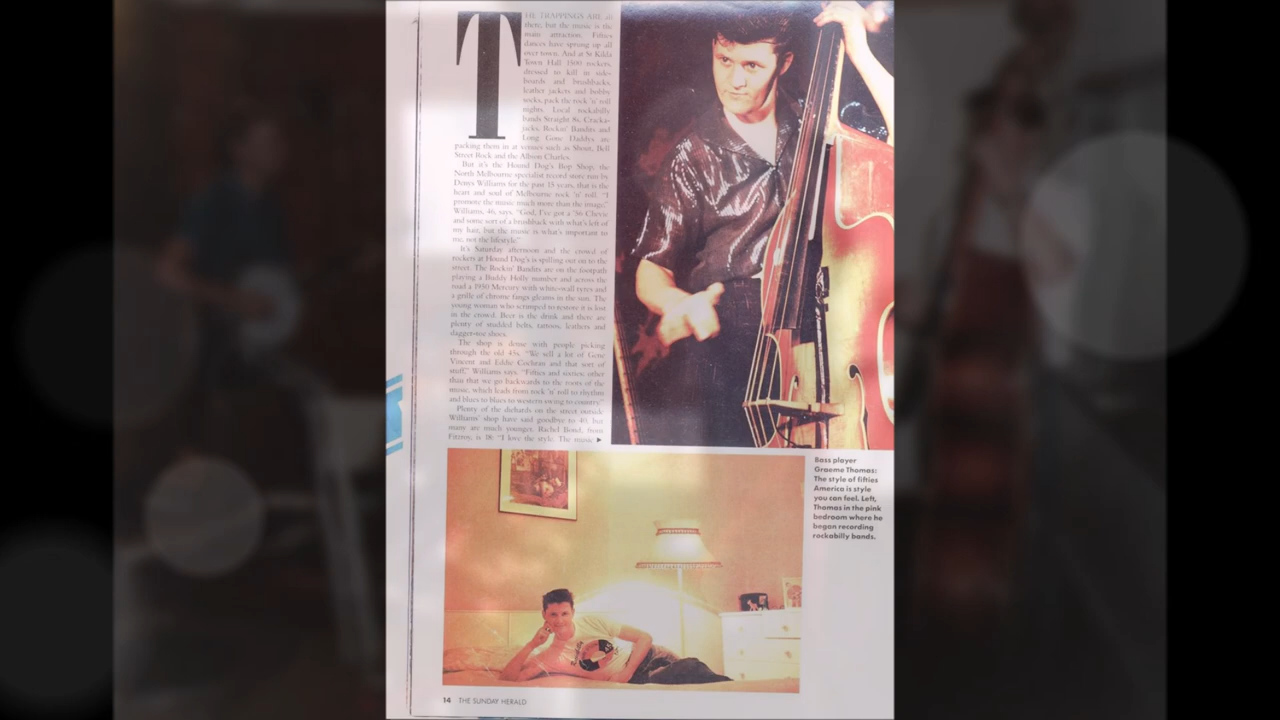 THE TRAPPINGS ARE all
there, but the music is the
main attraction. Fifties
dances have sprung up all
over town. And at St Kilda
Town Hall 1500 rockers,
dressed to kill in side-
boards and brushbacks,
leather jackets and bobby
socks, pack the rock 'n' roll
nights. Local rockabilly
bands Straight 8s, Cracka-
jacks, Rockin' Bandits and
Long Gone Daddys are
packing them in at venues such as Shout, Bell
Street Rock and the Albion Charles.
But it's the Hound Dog's Bop Shop, the
North Melbourne specialist record store run by
Denys Williams for the past 15 years, that is the
heart and soul of Melbourne rock 'n' roll. "I
promote the music much more than the image,"
Williams, 46, says. "God, I've got a '56 Chevie
and some sort of a brushback with what's left of
my hair, but the music is what's important to
me, not the lifestyle."
It's Saturday afternoon and the crowd of
rockers at Hound Dog's is spilling out on to the
street. The Rockin' Bandits are on the footpath
playing a Buddy Holly number and across the
road a 1950 Mercury with white-wall tyres and
a grille of chrome fangs gleams in the sun. The
young woman who scrimped to restore it is lost
in the crowd. Beer is the drink and there are
plenty of studded belts, tattoos, leathers and
dagger-toe shoes.
The shop is dense with people picking
through the old 45s. "We sell a lot of Gene
Vincent and Eddie Cochran and that sort of
stuff," Williams says. "Fifties and sixties; other
than that we go backwards to the roots of the
music, which leads from rock 'n' roll to rhythm
and blues to blues to western swing to country."
Plenty of the diehards on the street outside
Williams' shop have said goodbye to 40, but
many are much younger. Rachel Bond, from
Fitzroy, is 18. "I love the style. The music ▶
Bass player
Graeme Thomas:
The style of fifties
America is style
you can feel. Left,
Thomas in the pink
bedroom where he
began recording
rockabilly bands.
14 THE SUNDAY HERALD